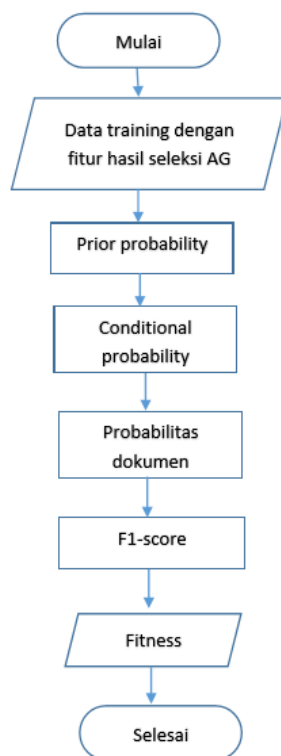 Mulai
Data training dengan
fitur hasil seleksi AG
Prior probability
Conditional
probability
Probabilitas
dokumen
F1-score
Fitness
Selesai